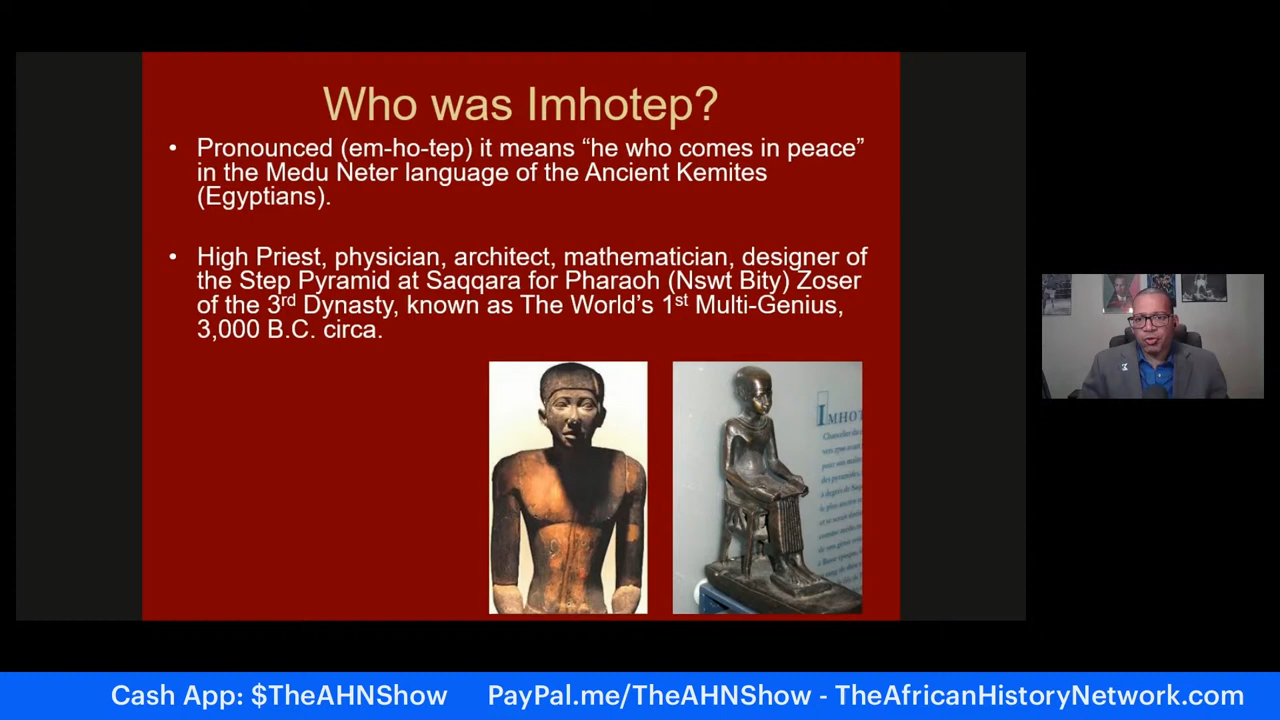 Who was Imhotep?
• Pronounced (em-ho-tep) it means “he who comes in peace”
in the Medu Neter language of the Ancient Kemites
(Egyptians).
• High Priest, physician, architect, mathematician, designer of
the Step Pyramid at Saqqara for Pharaoh (Nswt Bity) Zoser
of the 3rd Dynasty, known as The World’s 1st Multi-Genius,
3,000 B.C. circa.
IMHOT
Cash App: $TheAHNShow PayPal.me/TheAHNShow - TheAfricanHistoryNetwork.com